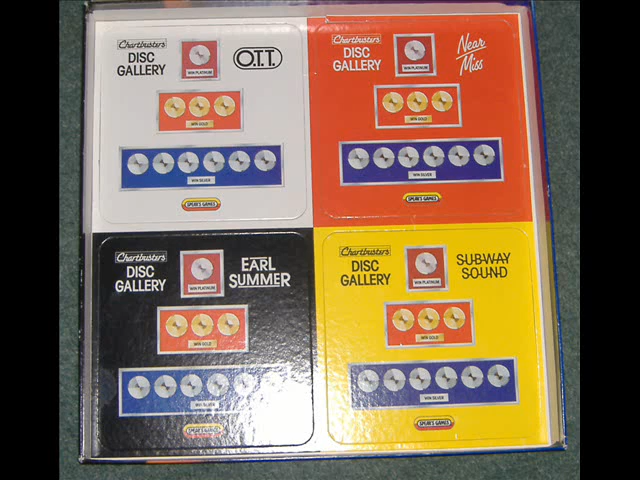 Chartbusters
DISC
GALLERY
WIN PLATINUM
O.T.T.
WIN GOLD
WIN SILVER
SPEAR'S GAMES
Chartbusters
DISC
GALLERY
WIN PLATINUM
Near
Miss
WIN GOLD
WIN SILVER
SPEAR'S GAMES
Chartbusters
DISC
GALLERY
WIN PLATINUM
EARL
SUMMER
WIN GOLD
WIN SILVER
SPEAR'S GAMES
Chartbusters
DISC
GALLERY
WIN PLATINUM
SUBWAY
SOUND
WIN GOLD
WIN SILVER
SPEAR'S GAMES